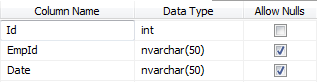 Column Name Data Type Allow Nulls
Id int
EmpId nvarchar(50)
Date nvarchar(50)